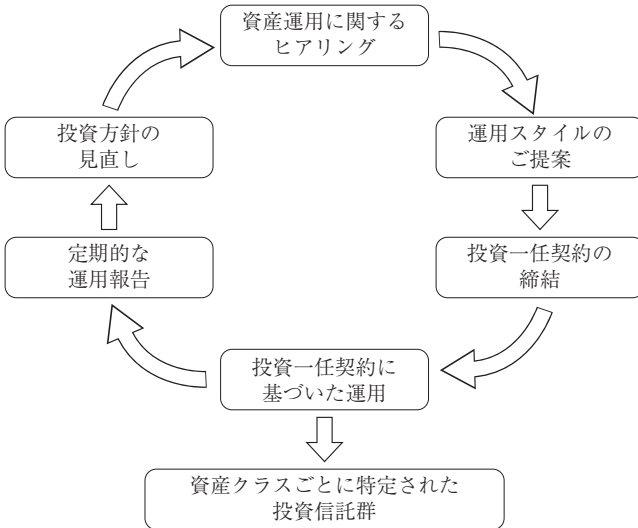 資産運用に関する
ヒアリング
運用スタイルの
ご提案
投資一任契約の
締結
投資一任契約に
基づいた運用
資産クラスごとに特定された
投資信託群
定期的な
運用報告
投資方針の
見直し